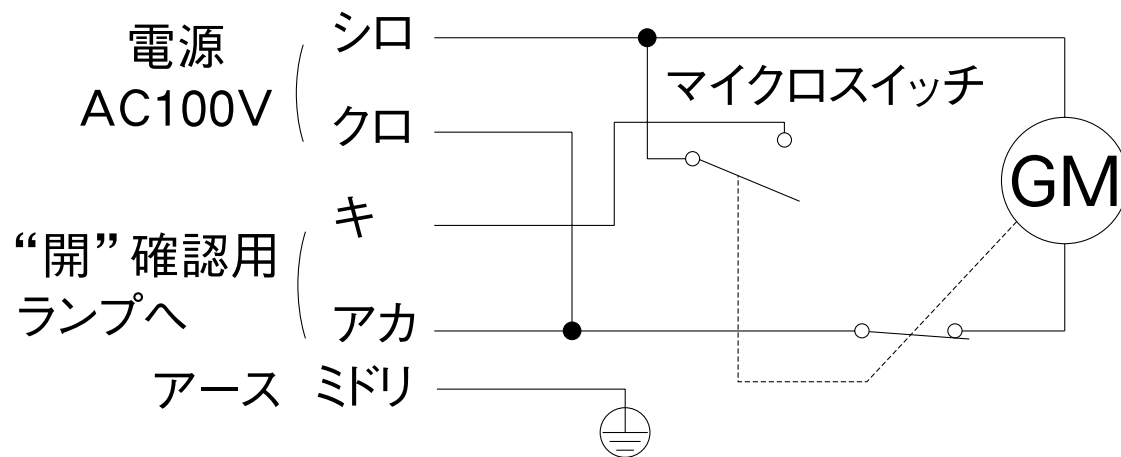 電源
AC100V
シロ
クロ
マイクロスイッチ
GM
キ
“開” 確認用
ランプへ
アカ
アース
ミドリ